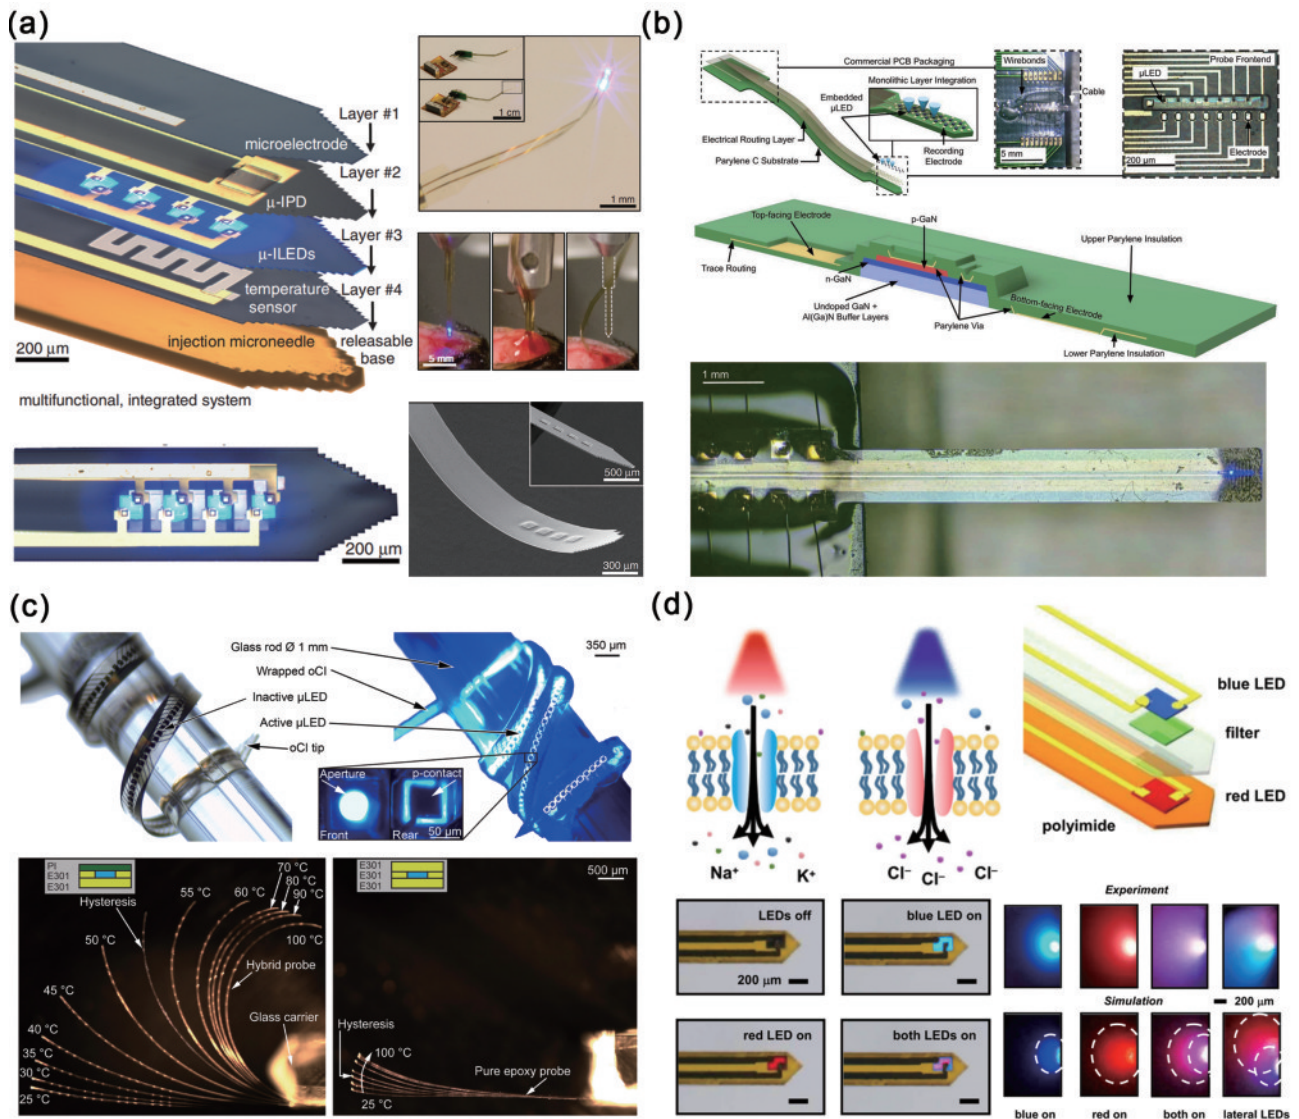 (a)
Layer #1
microelectrode
Layer #2
μ-IPD
Layer #3
μ-ILEDs
Layer #4
temperature
sensor
releasable
base
injection microneedle
200 μm
1 cm
1 mm
5 mm
multifunctional, integrated system
200 μm
500 μm
300 μm
(b)
Commercial PCB Packaging
Monolithic Layer Integration
Embedded
μLED
Electrical Routing Layer
Parylene C Substrate
Recording
Electrode
Wirebonds
Cable
5 mm
Probe Frontend
μLED
Electrode
200 μm
Top-facing Electrode
p-GaN
Upper Parylene Insulation
Trace Routing
n-GaN
Undoped GaN +
Al(Ga)N Buffer Layers
Parylene Via
Bottom-facing Electrode
Lower Parylene Insulation
1 mm
(c)
Glass rod Ø 1 mm
Wrapped oCI
Inactive μLED
Active μLED
oCI tip
350 μm
Aperture
p-contact
Front
Rear
50 μm
PI
E301
E301
Hysteresis
55 °C
60 °C
70 °C
80 °C
90 °C
100 °C
50 °C
Hybrid probe
45 °C
Glass carrier
40 °C
35 °C
30 °C
25 °C
E301
E301
E301
500 μm
Hysteresis
100 °C
Pure epoxy probe
25 °C
(d)
blue LED
filter
red LED
polyimide
Na⁺
K⁺
Cl⁻
Cl⁻
Cl⁻
LEDs off
200 μm
blue LED on
red LED on
both LEDs on
Experiment
Simulation
200 μm
blue on
red on
both on
lateral LEDs